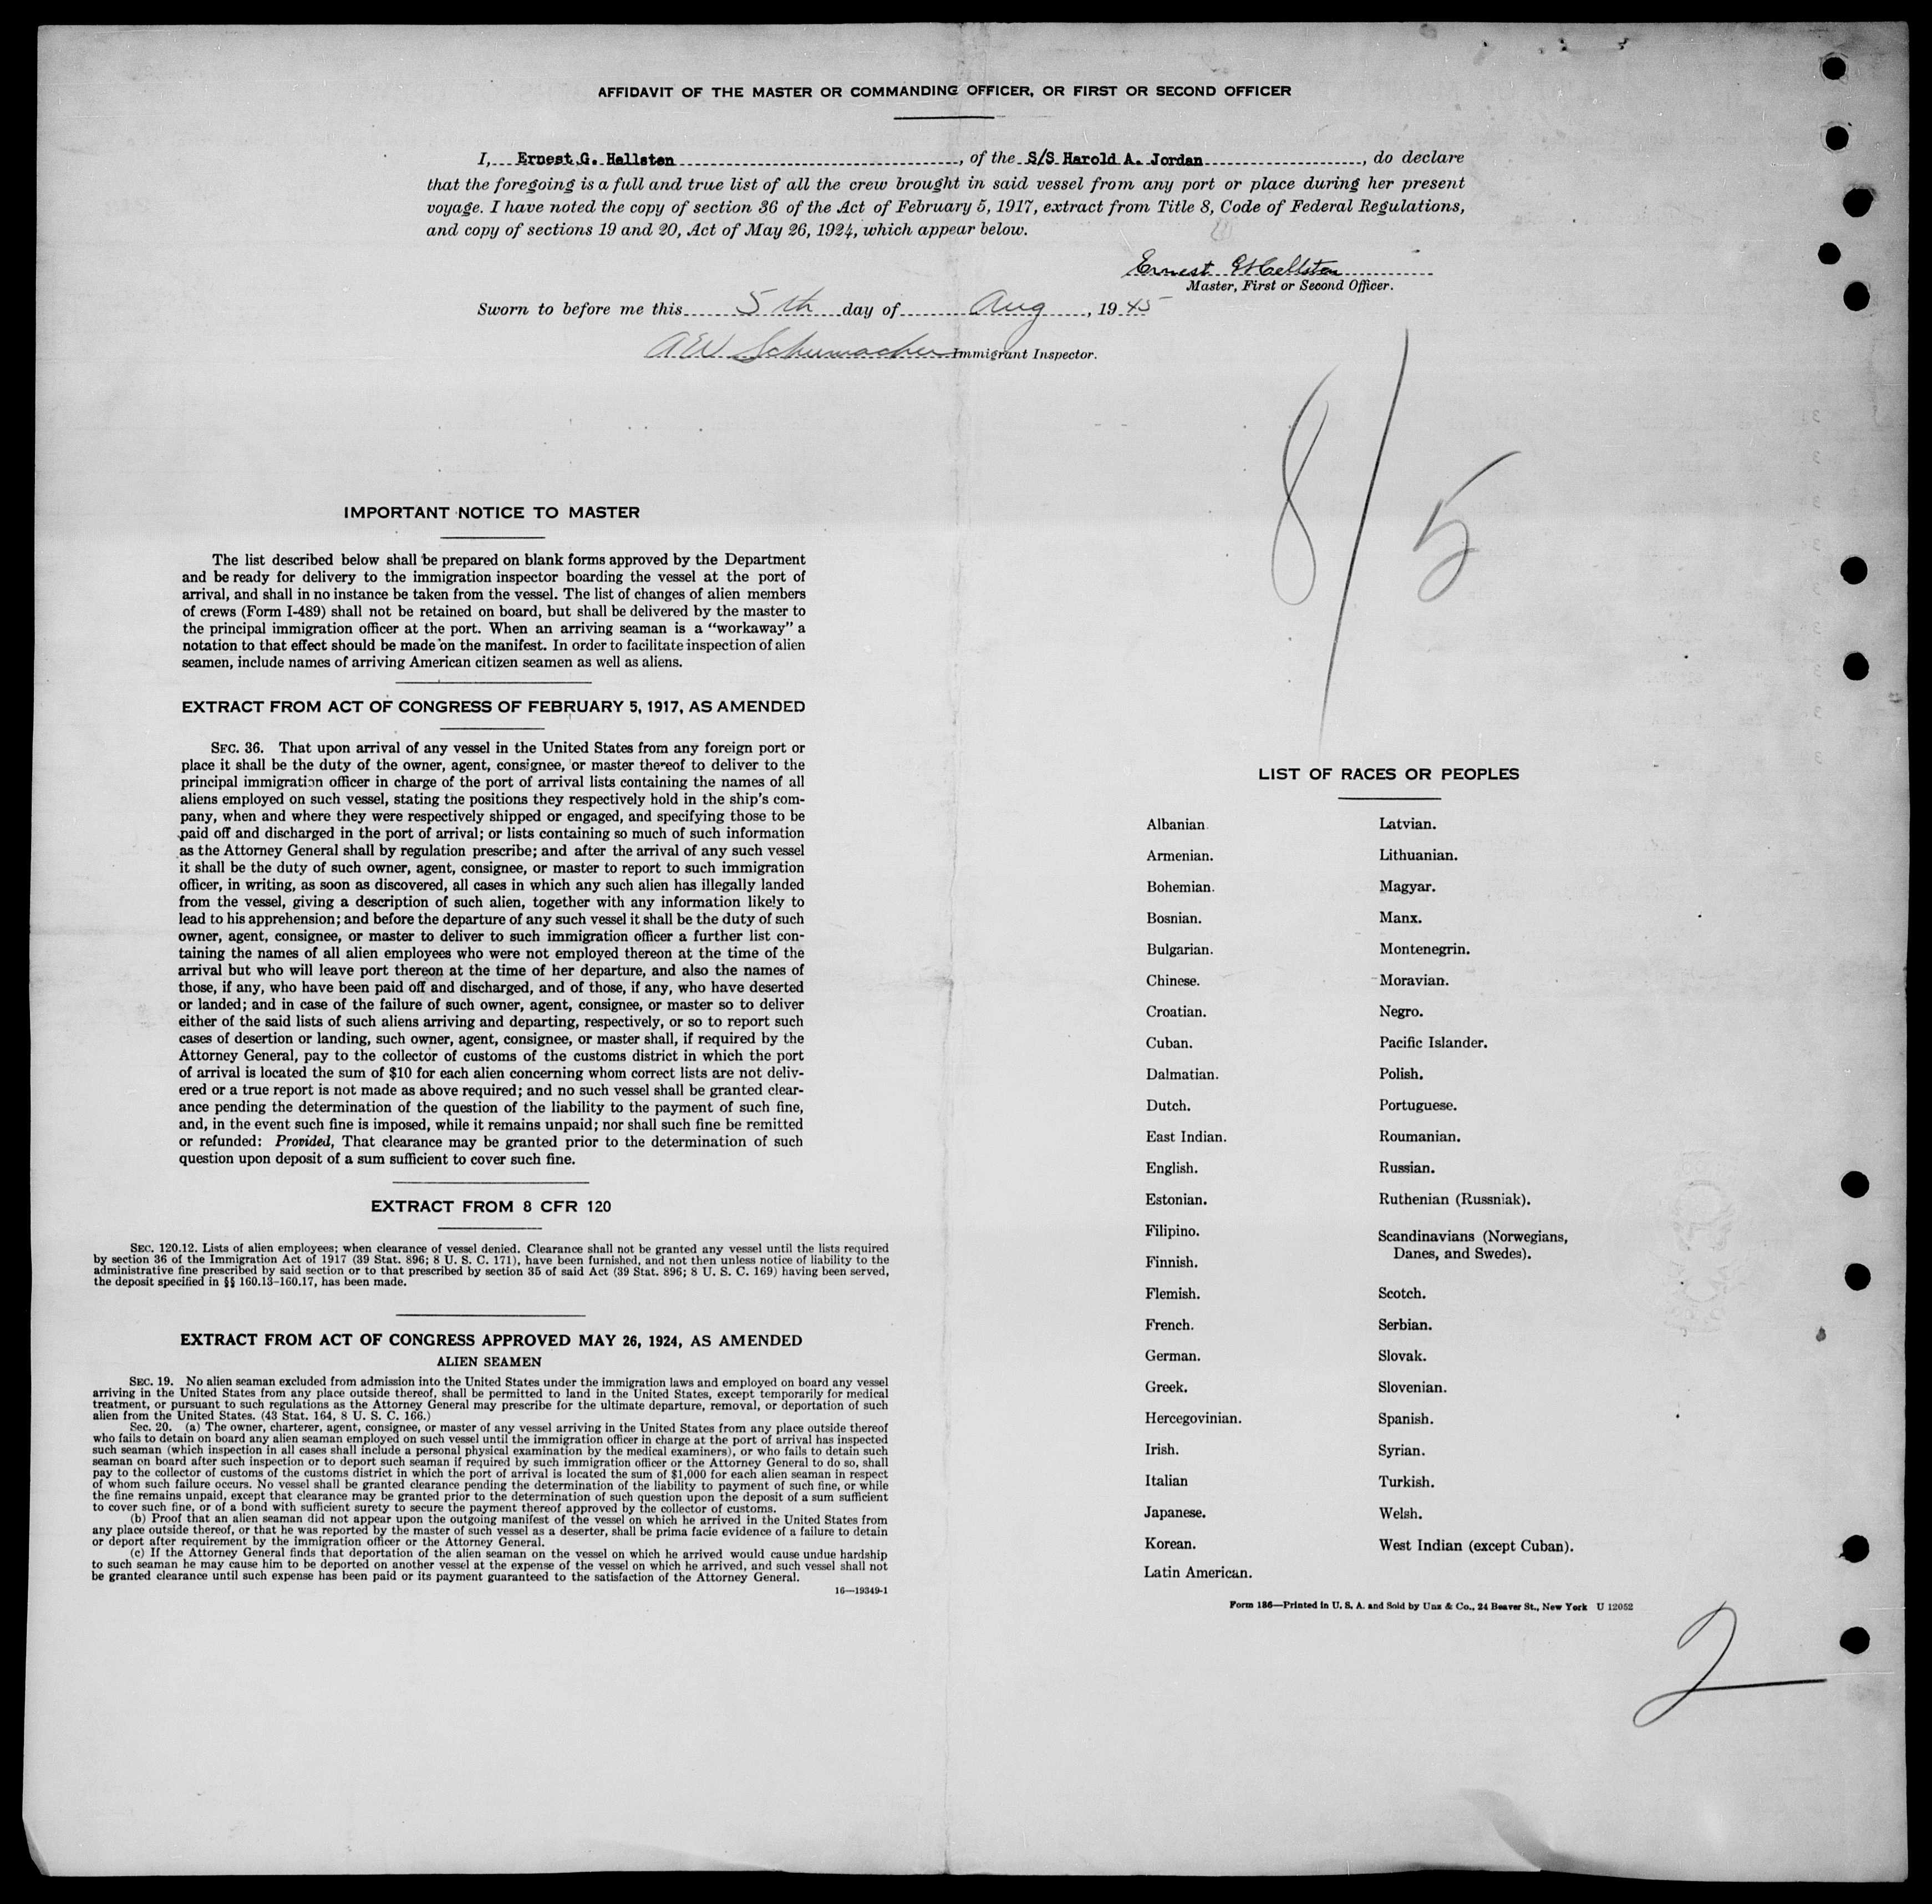 AFFIDAVIT OF THE MASTER OR COMMANDING OFFICER, OR FIRST OR SECOND OFFICER
I, Ernest G. Hallsten, of the S/S Harold A. Jordan, do declare
that the foregoing is a full and true list of all the crew brought in said vessel from any port or place during her present
voyage. I have noted the copy of section 36 of the Act of February 5, 1917, extract from Title 8, Code of Federal Regulations,
and copy of sections 19 and 20, Act of May 26, 1924, which appear below.
Ernest G Hallsten
Master, First or Second Officer.
Sworn to before me this 5th day of Aug, 1945
AEW Schumacher Immigrant Inspector.
8/5
IMPORTANT NOTICE TO MASTER
The list described below shall be prepared on blank forms approved by the Department
and be ready for delivery to the immigration inspector boarding the vessel at the port of
arrival, and shall in no instance be taken from the vessel. The list of changes of alien members
of crews (Form I-489) shall not be retained on board, but shall be delivered by the master to
the principal immigration officer at the port. When an arriving seaman is a "workaway" a
notation to that effect should be made on the manifest. In order to facilitate inspection of alien
seamen, include names of arriving American citizen seamen as well as aliens.
EXTRACT FROM ACT OF CONGRESS OF FEBRUARY 5, 1917, AS AMENDED
SEC. 36. That upon arrival of any vessel in the United States from any foreign port or
place it shall be the duty of the owner, agent, consignee, or master thereof to deliver to the
principal immigration officer in charge of the port of arrival lists containing the names of all
aliens employed on such vessel, stating the positions they respectively hold in the ship's com-
pany, when and where they were respectively shipped or engaged, and specifying those to be
paid off and discharged in the port of arrival; or lists containing so much of such information
as the Attorney General shall by regulation prescribe; and after the arrival of any such vessel
it shall be the duty of such owner, agent, consignee, or master to report to such immigration
officer, in writing, as soon as discovered, all cases in which any such alien has illegally landed
from the vessel, giving a description of such alien, together with any information likely to
lead to his apprehension; and before the departure of any such vessel it shall be the duty of such
owner, agent, consignee, or master to deliver to such immigration officer a further list con-
taining the names of all alien employees who were not employed thereon at the time of the
arrival but who will leave port thereon at the time of her departure, and also the names of
those, if any, who have been paid off and discharged, and of those, if any, who have deserted
or landed; and in case of the failure of such owner, agent, consignee, or master so to deliver
either of the said lists of such aliens arriving and departing, respectively, or so to report such
cases of desertion or landing, such owner, agent, consignee, or master shall, if required by the
Attorney General, pay to the collector of customs of the customs district in which the port
of arrival is located the sum of $10 for each alien concerning whom correct lists are not deliv-
ered or a true report is not made as above required; and no such vessel shall be granted clear-
ance pending the determination of the question of the liability to the payment of such fine,
and, in the event such fine is imposed, while it remains unpaid; nor shall such fine be remitted
or refunded: Provided, That clearance may be granted prior to the determination of such
question upon deposit of a sum sufficient to cover such fine.
EXTRACT FROM 8 CFR 120
SEC. 120.12. Lists of alien employees; when clearance of vessel denied. Clearance shall not be granted any vessel until the lists required
by section 36 of the Immigration Act of 1917 (39 Stat. 896; 8 U. S. C. 171), have been furnished, and not then unless notice of liability to the
administrative fine prescribed by said section or to that prescribed by section 35 of said Act (39 Stat. 896; 8 U. S. C. 169) having been served,
the deposit specified in §§ 160.13–160.17, has been made.
EXTRACT FROM ACT OF CONGRESS APPROVED MAY 26, 1924, AS AMENDED
ALIEN SEAMEN
SEC. 19. No alien seaman excluded from admission into the United States under the immigration laws and employed on board any vessel
arriving in the United States from any place outside thereof, shall be permitted to land in the United States, except temporarily for medical
treatment, or pursuant to such regulations as the Attorney General may prescribe for the ultimate departure, removal, or deportation of such
alien from the United States. (43 Stat. 164, 8 U. S. C. 166.)
Sec. 20. (a) The owner, charterer, agent, consignee, or master of any vessel arriving in the United States from any place outside thereof
who fails to detain on board any alien seaman employed on such vessel until the immigration officer in charge at the port of arrival has inspected
such seaman (which inspection in all cases shall include a personal physical examination by the medical examiners), or who fails to detain such
seaman on board after such inspection or to deport such seaman if required by such immigration officer or the Attorney General to do so, shall
pay to the collector of customs of the customs district in which the port of arrival is located the sum of $1,000 for each alien seaman in respect
of whom such failure occurs. No vessel shall be granted clearance pending the determination of the liability to payment of such fine, or while
the fine remains unpaid, except that clearance may be granted prior to the determination of such question upon the deposit of a sum sufficient
to cover such fine, or of a bond with sufficient surety to secure the payment thereof approved by the collector of customs.
(b) Proof that an alien seaman did not appear upon the outgoing manifest of the vessel on which he arrived in the United States from
any place outside thereof, or that he was reported by the master of such vessel as a deserter, shall be prima facie evidence of a failure to detain
or deport after requirement by the immigration officer or the Attorney General.
(c) If the Attorney General finds that deportation of the alien seaman on the vessel on which he arrived would cause undue hardship
to such seaman he may cause him to be deported on another vessel at the expense of the vessel on which he arrived, and such vessel shall not
be granted clearance until such expense has been paid or its payment guaranteed to the satisfaction of the Attorney General.
16—19349-1
LIST OF RACES OR PEOPLES
Albanian
Armenian.
Bohemian.
Bosnian.
Bulgarian.
Chinese.
Croatian.
Cuban.
Dalmatian.
Dutch.
East Indian.
English.
Estonian.
Filipino.
Finnish.
Flemish.
French.
German.
Greek.
Hercegovinian.
Irish.
Italian
Japanese.
Korean.
Latin American.
Latvian.
Lithuanian.
Magyar.
Manx.
Montenegrin.
Moravian.
Negro.
Pacific Islander.
Polish.
Portuguese.
Roumanian.
Russian.
Ruthenian (Russniak).
Scandinavians (Norwegians,
Danes, and Swedes).
Scotch.
Serbian.
Slovak.
Slovenian.
Spanish.
Syrian.
Turkish.
Welsh.
West Indian (except Cuban).
Form 186—Printed in U. S. A. and Sold by Unz & Co., 24 Beaver St., New York U 12052
2